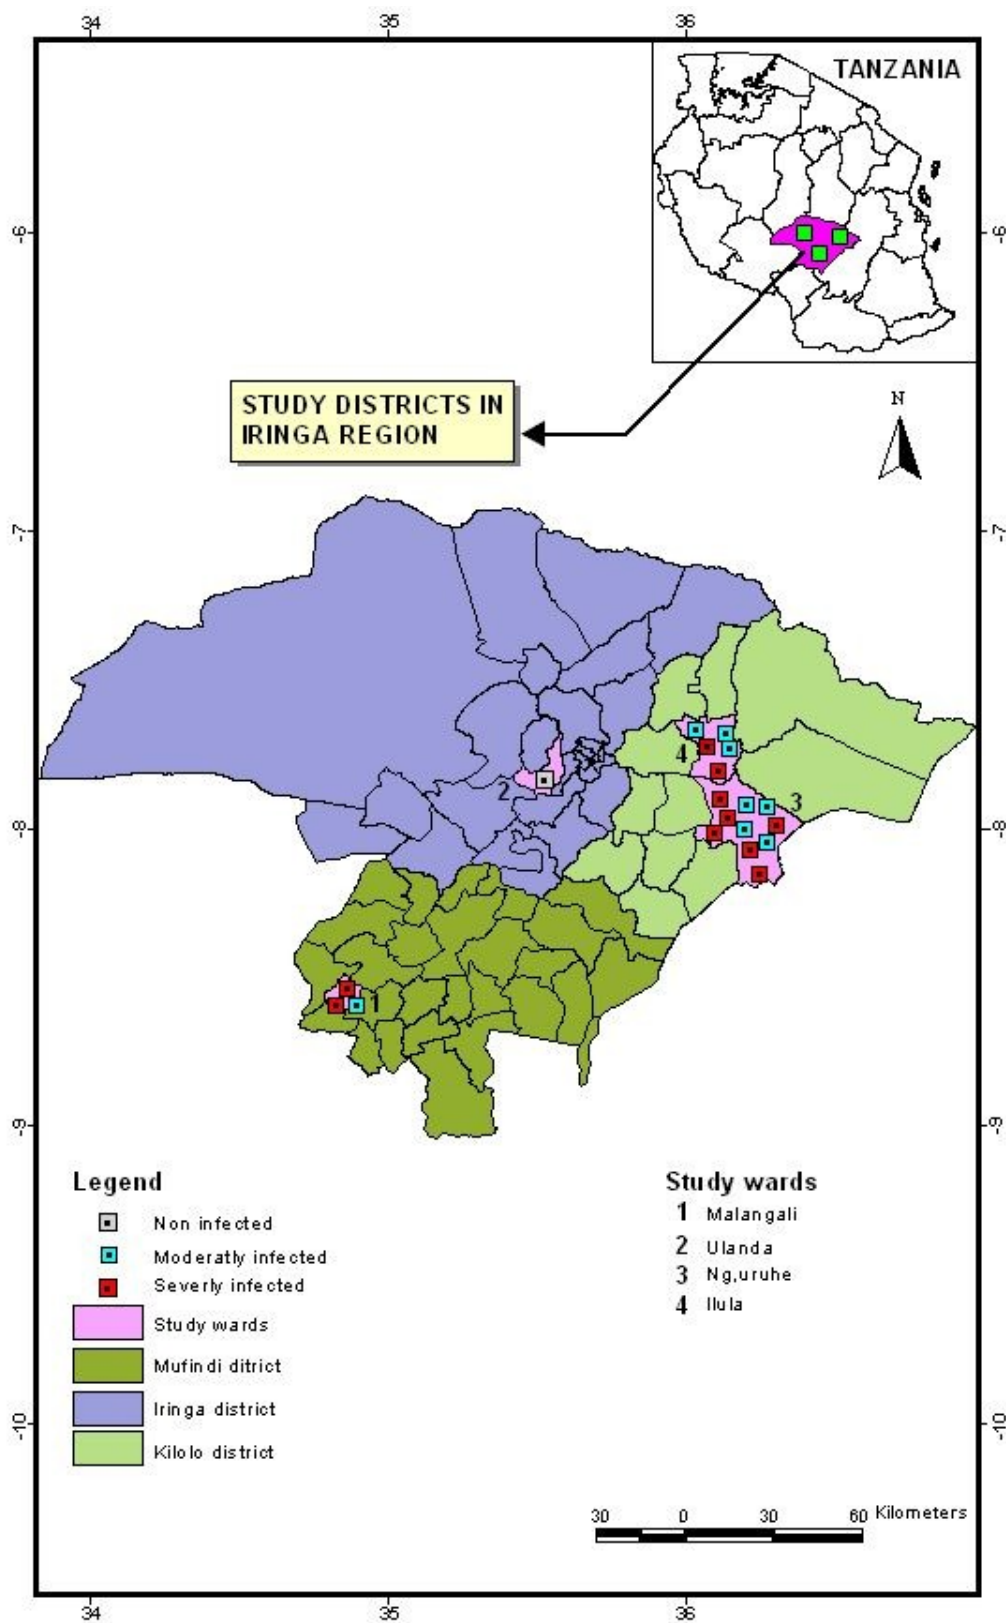 34 35 36
TANZANIA
-6 -6
STUDY DISTRICTS IN
IRINGA REGION
N
-7 -7
4
2
3
-8 -8
1
-9 -9
Legend
Non infected
Moderatly infected
Severly infected
Study wards
Mufindi ditrict
Iringa district
Kilolo district
Study wards
1 Malangali
2 Ulanda
3 Ng,uruhe
4 Ilula
-10 -10
30 0 30 60 Kilometers
34 35 36